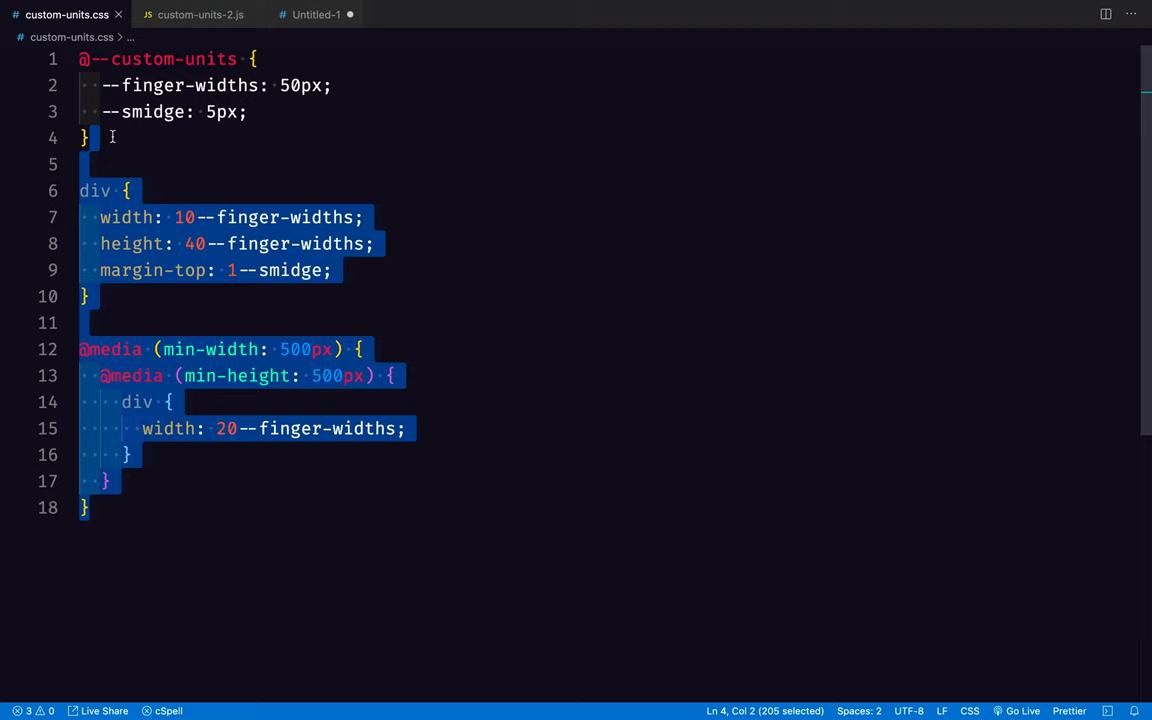 # custom-units.css × JS custom-units-2.js # Untitled-1 ● ···
# custom-units.css > ...
1 @--custom-units {
2 --finger-widths: 50px;
3 --smidge: 5px;
4 }
5
6 div {
7 width: 10--finger-widths;
8 height: 40--finger-widths;
9 margin-top: 1--smidge;
10 }
11
12 @media (min-width: 500px) {
13 @media (min-height: 500px) {
14 div {
15 width: 20--finger-widths;
16 }
17 }
18 }
3 0 Live Share cSpell Ln 4, Col 2 (205 selected) Spaces: 2 UTF-8 LF CSS Go Live Prettier